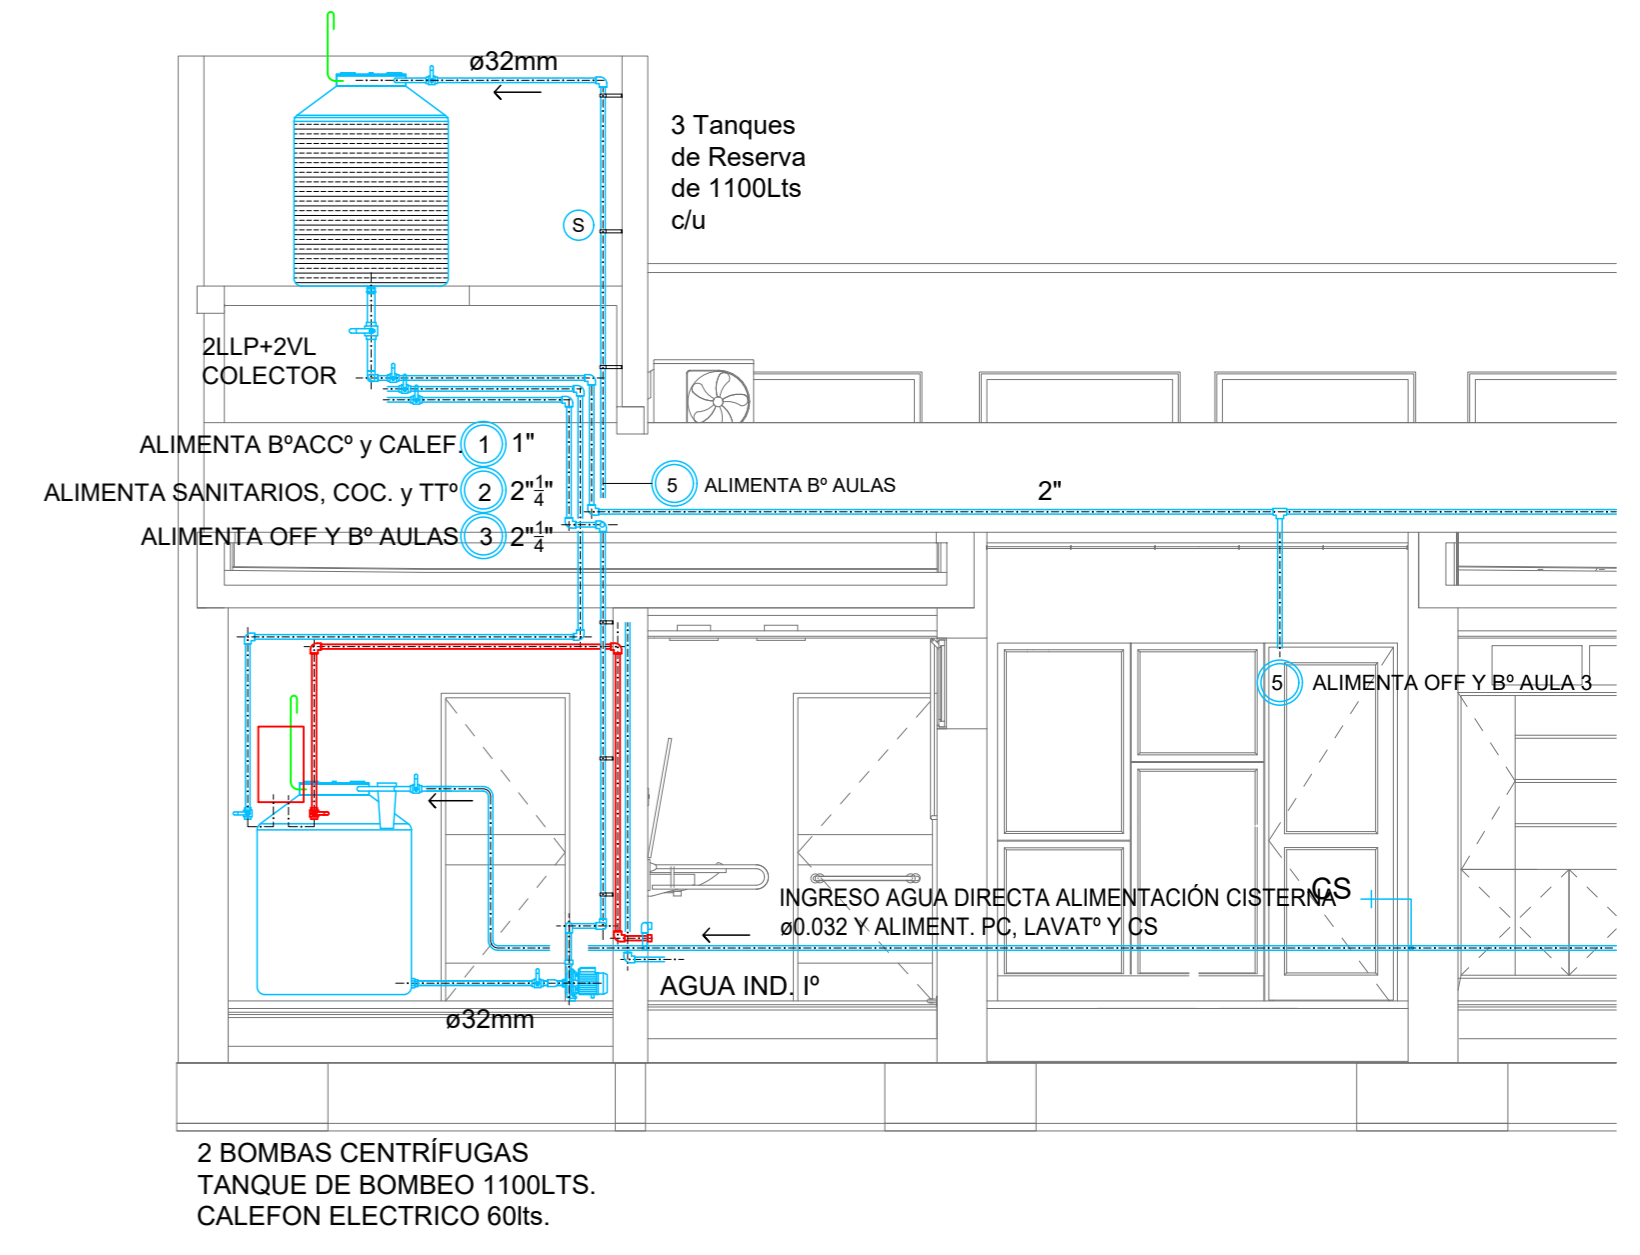 ø32mm
3 Tanques
de Reserva
de 1100Lts
c/u
S
2LLP+2VL
COLECTOR
ALIMENTA BºACCº y CALEF. 1 1"
ALIMENTA SANITARIOS, COC. y TTº 2 2"1/4"
ALIMENTA OFF Y Bº AULAS 3 2"1/4"
5 ALIMENTA Bº AULAS
2"
5 ALIMENTA OFF Y Bº AULA 3
INGRESO AGUA DIRECTA ALIMENTACIÓN CISTERNA
ø0.032 Y ALIMENT. PC, LAVATº Y CS
CS
AGUA IND. Iº
ø32mm
2 BOMBAS CENTRÍFUGAS
TANQUE DE BOMBEO 1100LTS.
CALEFON ELECTRICO 60lts.